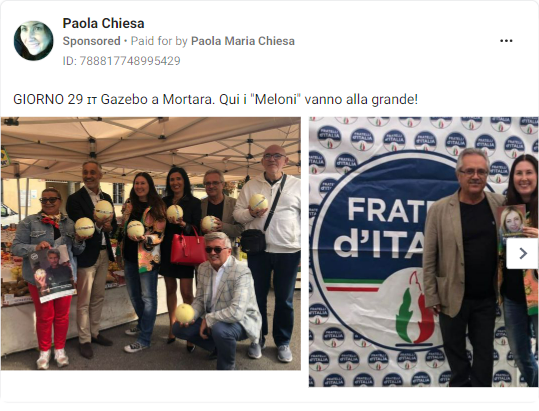 Paola Chiesa
Sponsored • Paid for by Paola Maria Chiesa
ID: 788817748995429
GIORNO 29 ɪᴛ Gazebo a Mortara. Qui i "Meloni" vanno alla grande!
FRATELLI
d'ITALIA
FRATE
d'ITA